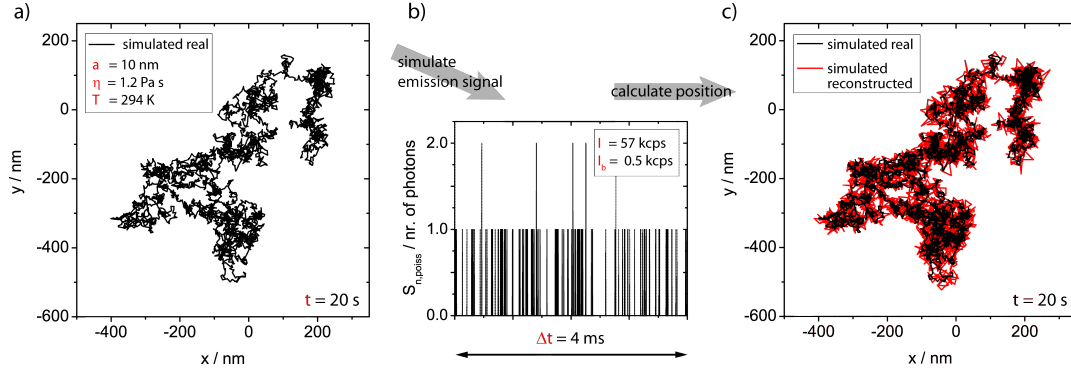 a)
simulated real
a = 10 nm
η = 1.2 Pa s
T = 294 K
200
0
-200
-400
-600
y / nm
-400
-200
0
200
x / nm
t = 20 s
b)
simulate
emission signal
calculate position
I = 57 kcps
Ib = 0.5 kcps
2.0
1.0
0.0
Sn,poiss / nr. of photons
Δt = 4 ms
c)
simulated real
simulated
reconstructed
200
0
-200
-400
-600
y / nm
-400
-200
0
200
x / nm
t = 20 s